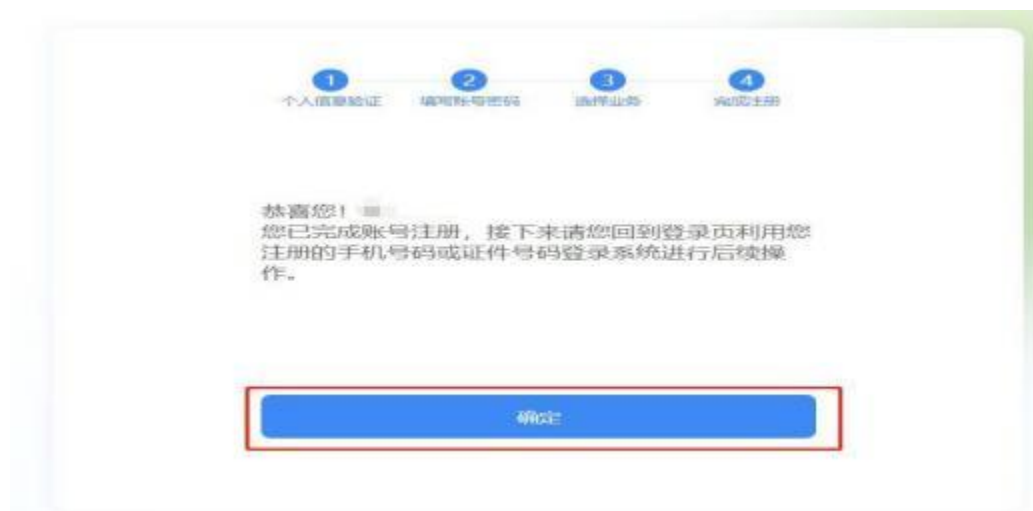 1
2
3
4
个人信息验证
填写账号密码
选择业务
完成注册
恭喜您!
您已完成账号注册，接下来请您回到登录页利用您
注册的手机号码或证件号码登录系统进行后续操
作。
确定